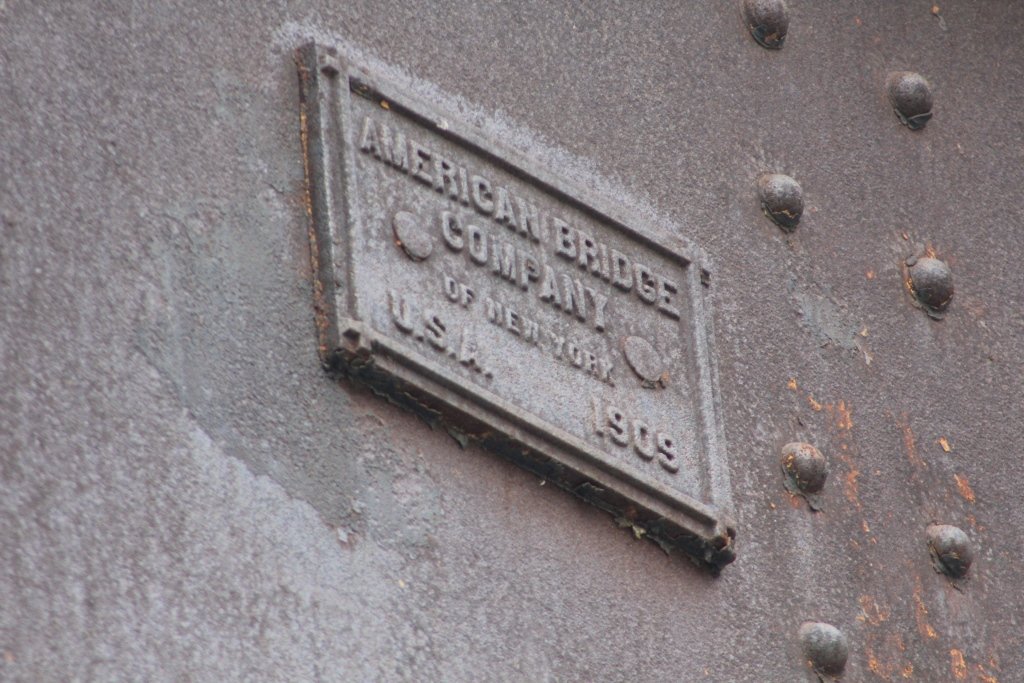 AMERICAN BRIDGE
COMPANY
OF NEW YORK
U.S.A.
1909